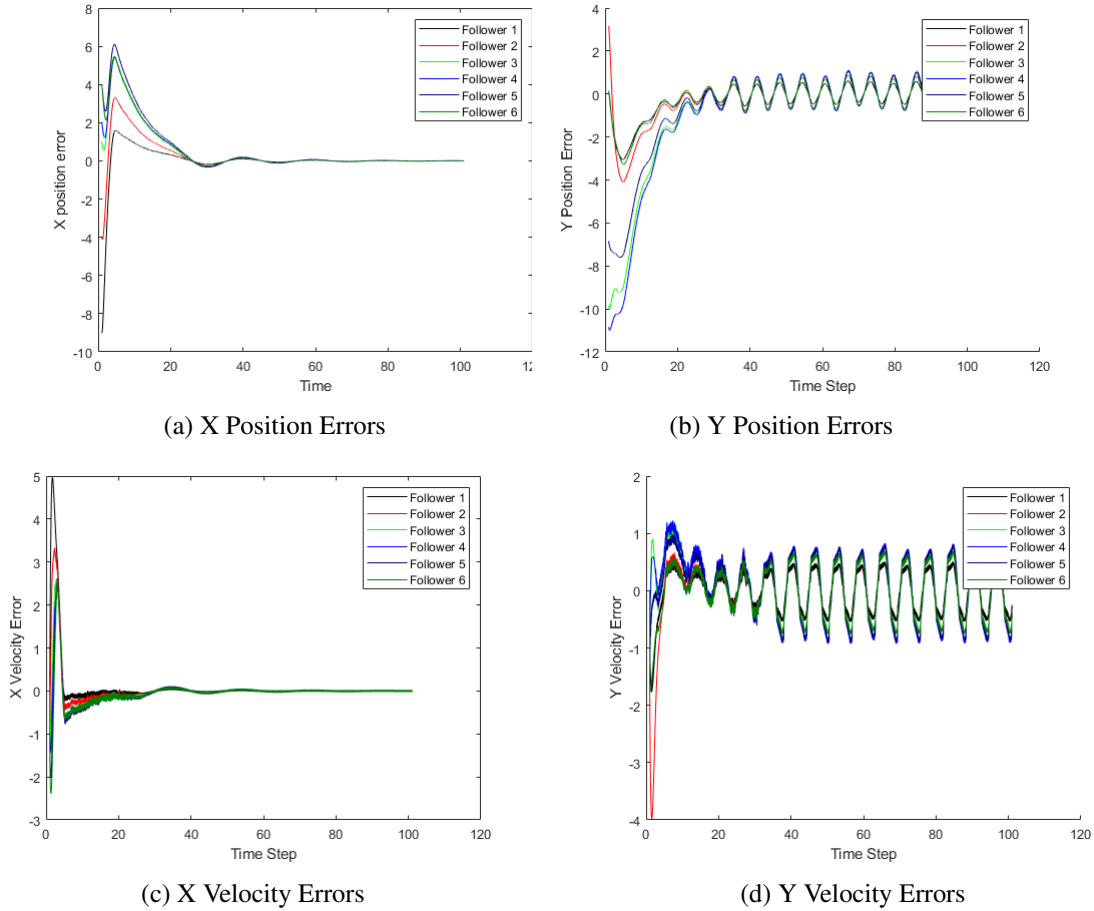 8
6
4
2
0
-2
-4
-6
-8
-10
X position error
0
20
40
60
80
100
120
Time
Follower 1
Follower 2
Follower 3
Follower 4
Follower 5
Follower 6
(a) X Position Errors
4
2
0
-2
-4
-6
-8
-10
-12
Y Position Error
0
20
40
60
80
100
120
Time Step
Follower 1
Follower 2
Follower 3
Follower 4
Follower 5
Follower 6
(b) Y Position Errors
5
4
3
2
1
0
-1
-2
-3
X Velocity Error
0
20
40
60
80
100
120
Time Step
Follower 1
Follower 2
Follower 3
Follower 4
Follower 5
Follower 6
(c) X Velocity Errors
2
1
0
-1
-2
-3
-4
Y Velocity Error
0
20
40
60
80
100
120
Time Step
Follower 1
Follower 2
Follower 3
Follower 4
Follower 5
Follower 6
(d) Y Velocity Errors